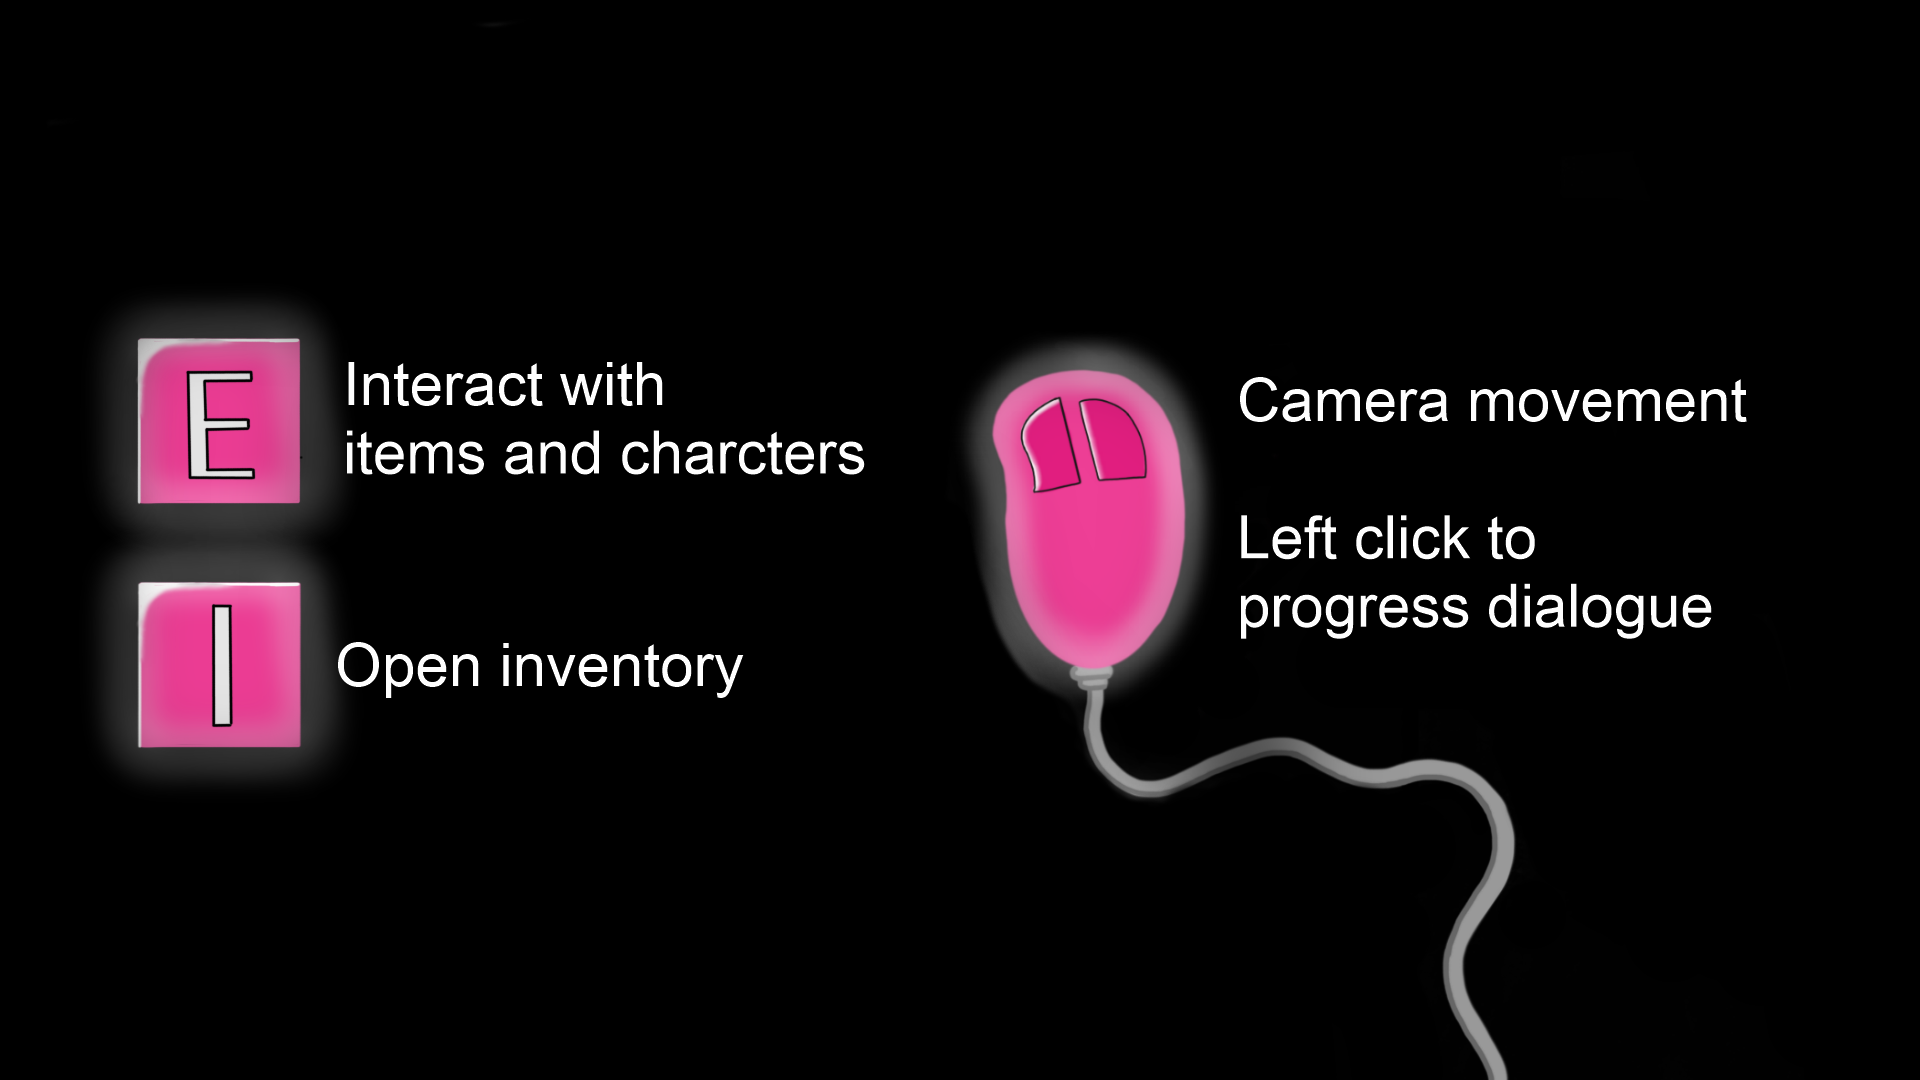 E
Interact with
items and charcters
I
Open inventory
Camera movement
Left click to
progress dialogue